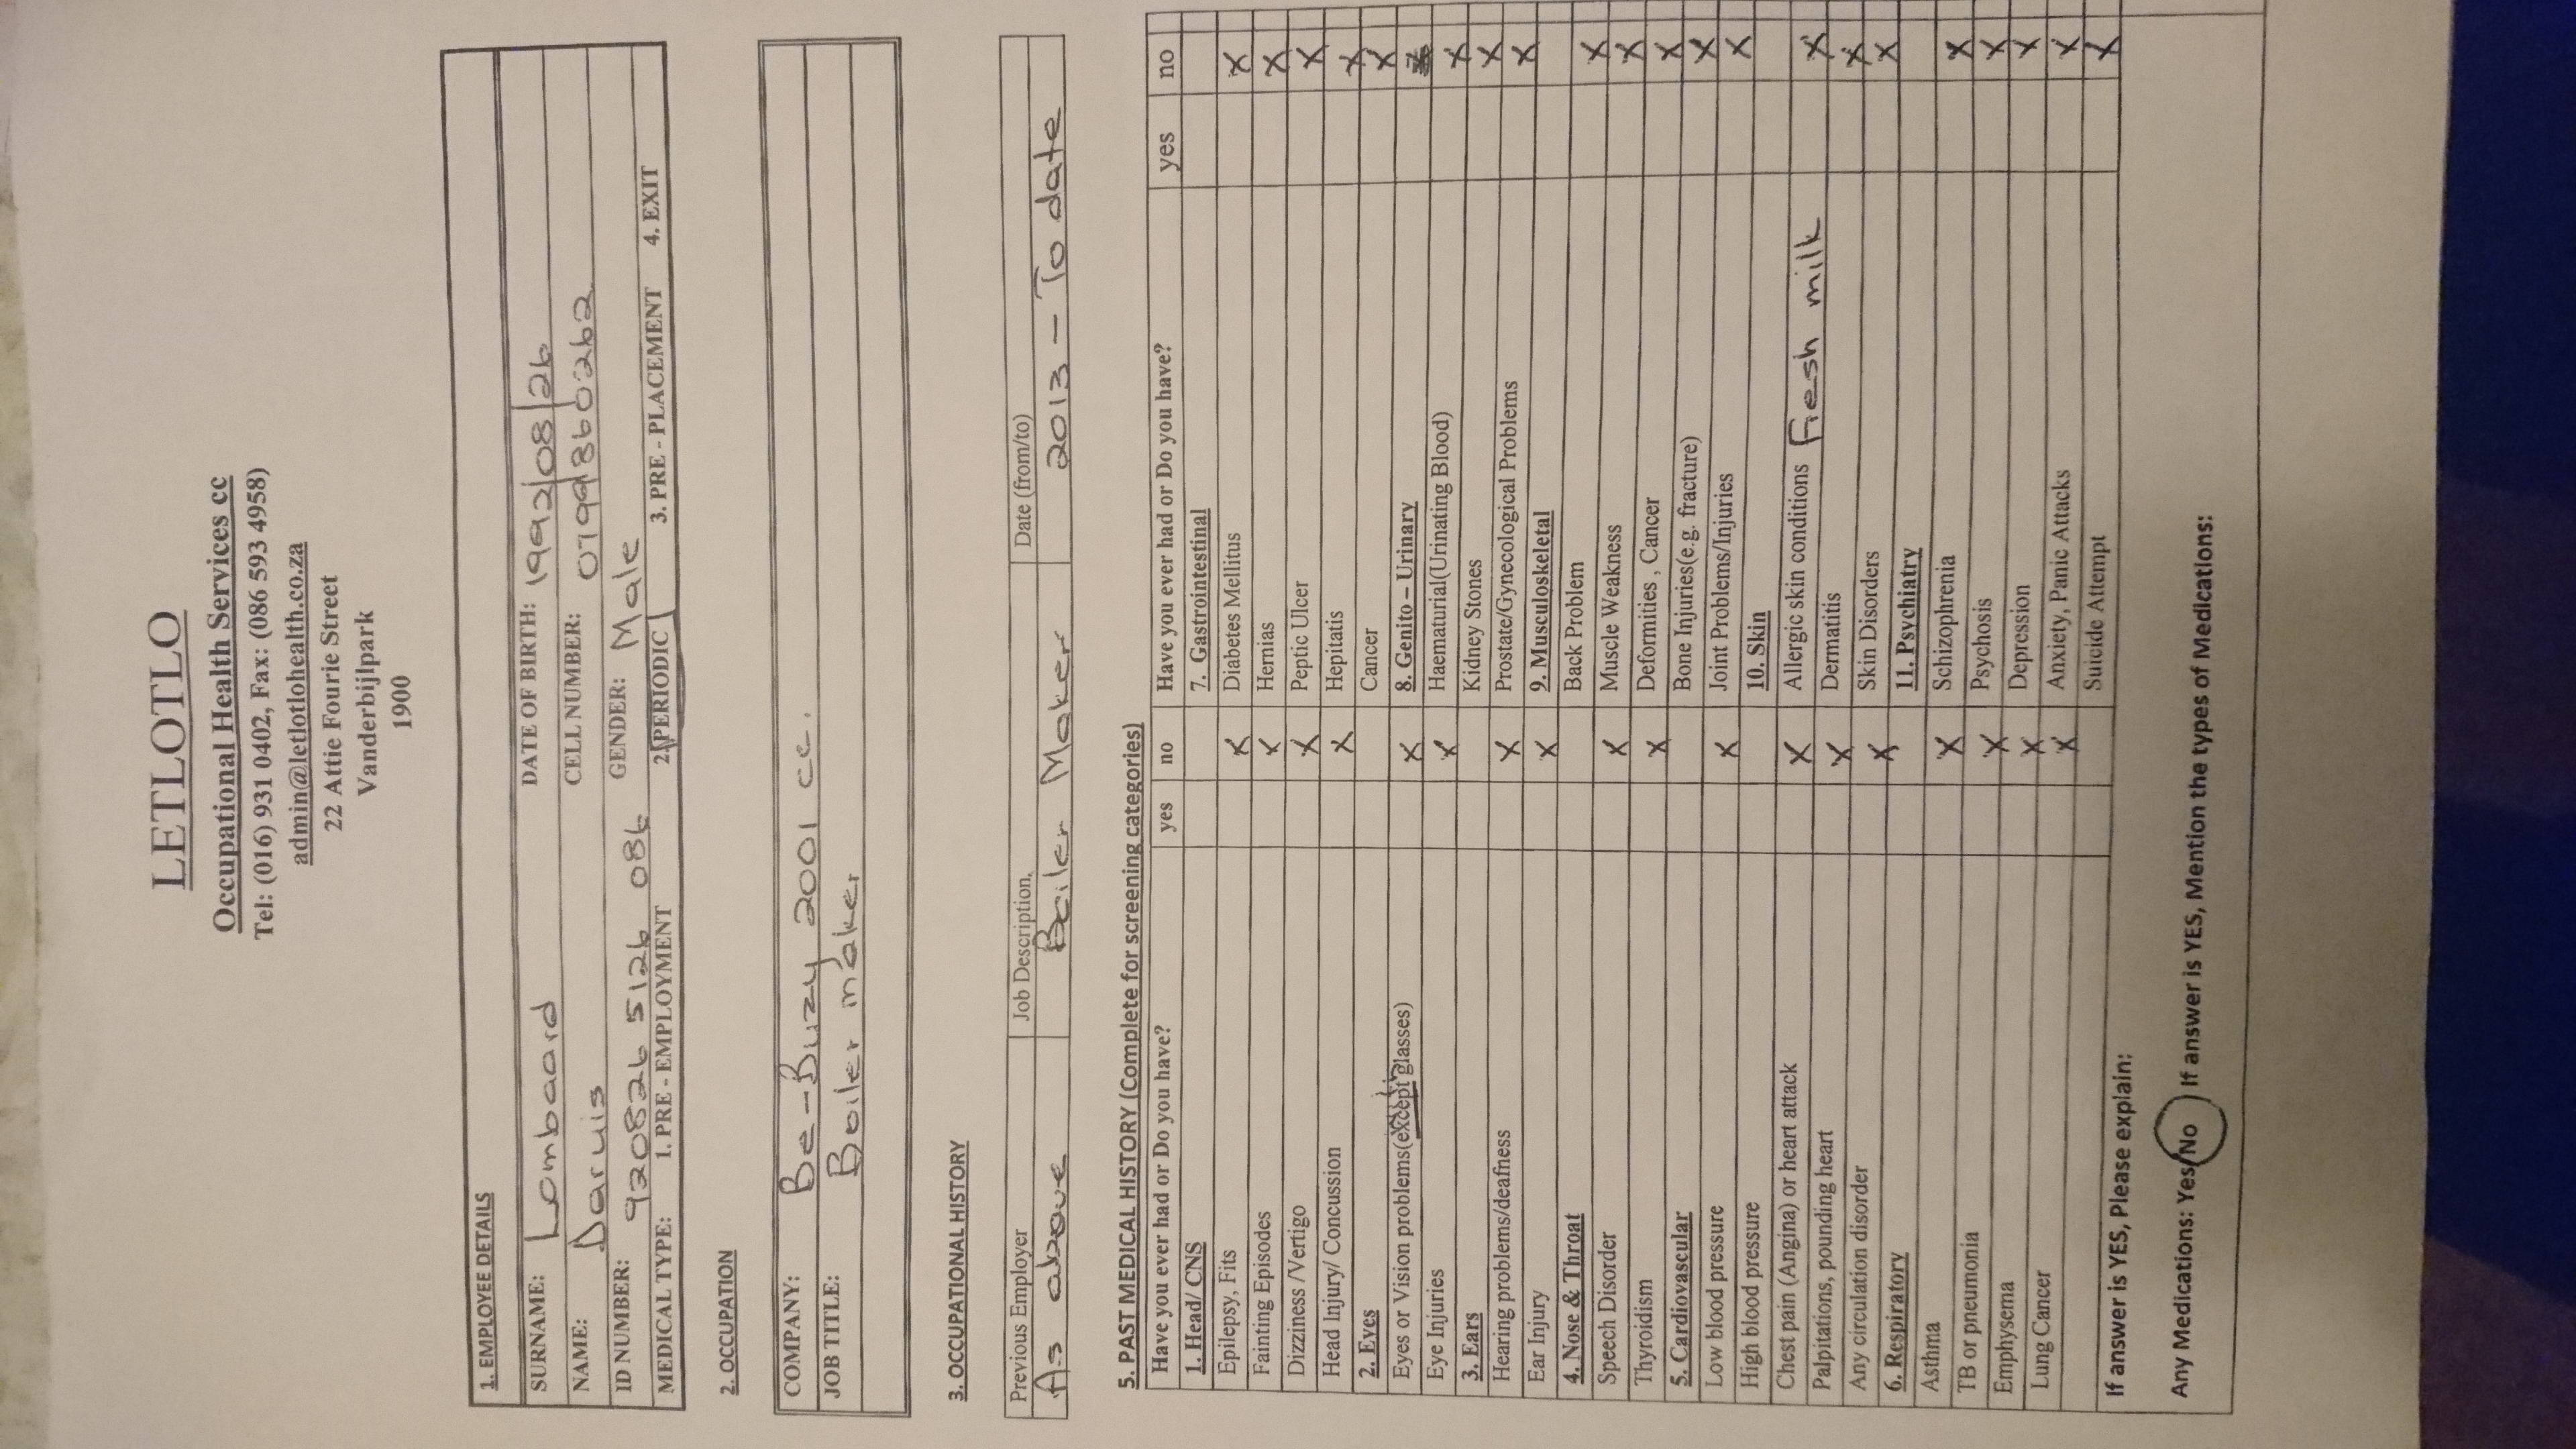 LETLOTLO
Occupational Health Services cc
Tel: (016) 931 0402, Fax: (086 593 4958)
admin@letlotlohealth.co.za
22 Attie Fourie Street
Vanderbijlpark
1900
1. EMPLOYEE DETAILS
SURNAME: Lombaard DATE OF BIRTH: 1992/08/26
NAME: Daruis CELL NUMBER: 0799860262
ID NUMBER: 920826 5126 086 GENDER: Male
MEDICAL TYPE: 1. PRE - EMPLOYMENT 2. PERIODIC 3. PRE - PLACEMENT 4. EXIT
2. OCCUPATION
COMPANY: Be-Buzy 2001 cc.
JOB TITLE: Boiler maker
3. OCCUPATIONAL HISTORY
Previous Employer Job Description. Date (from/to)
As above Boiler Maker 2013 - To date
5. PAST MEDICAL HISTORY (Complete for screening categories)
Have you ever had or Do you have? yes no Have you ever had or Do you have? yes no
1. Head/ CNS 7. Gastrointestinal
Epilepsy, Fits X Diabetes Mellitus X
Fainting Episodes X Hernias X
Dizziness /Vertigo X Peptic Ulcer X
Head Injury/ Concussion X Hepitatis X
2. Eyes Cancer X
Eyes or Vision problems(except glasses) X 8. Genito – Urinary
Eye Injuries X Haematurial(Urinating Blood) X
3. Ears Kidney Stones X
Hearing problems/deafness X Prostate/Gynecological Problems X
Ear Injury X 9. Musculoskeletal
4. Nose & Throat Back Problem X
Speech Disorder X Muscle Weakness X
Thyroidism X Deformities , Cancer X
5. Cardiovascular Bone Injuries(e.g. fracture) X
Low blood pressure X Joint Problems/Injuries X
High blood pressure 10. Skin
Chest pain (Angina) or heart attack X Allergic skin conditions Fresh milk X
Palpitations, pounding heart X Dermatitis X
Any circulation disorder X Skin Disorders X
6. Respiratory 11. Psychiatry
Asthma X Schizophrenia X
TB or pneumonia X Psychosis X
Emphysema X Depression X
Lung Cancer X Anxiety, Panic Attacks X
Suicide Attempt X
If answer is YES, Please explain:
Any Medications: Yes/No If answer is YES, Mention the types of Medications: